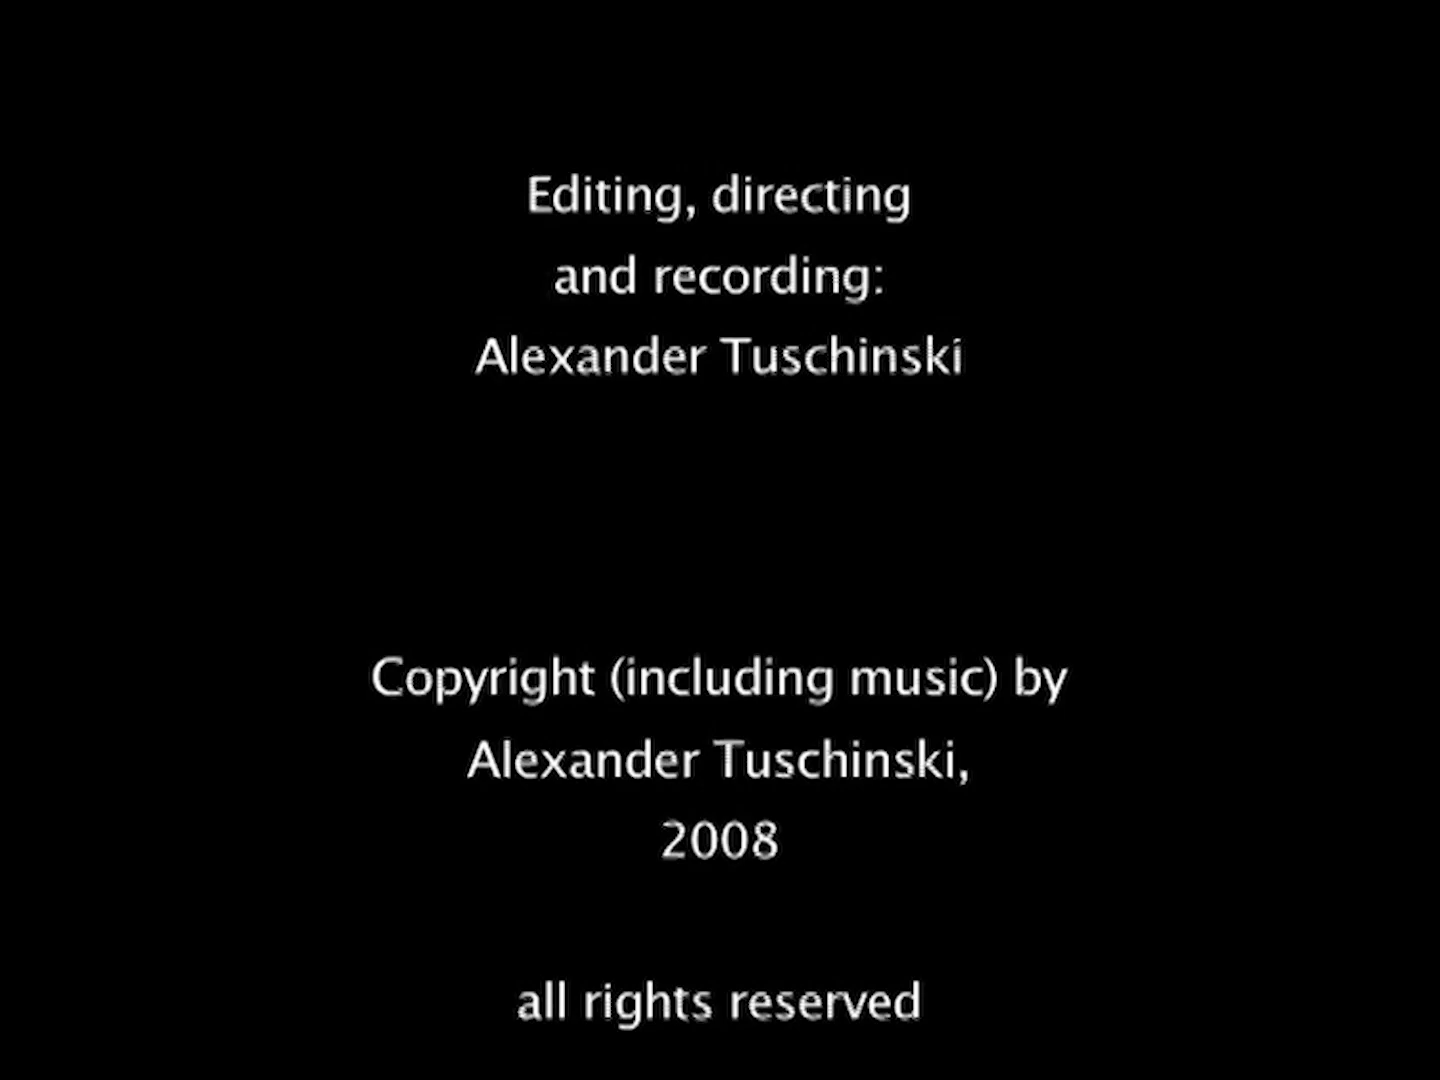 Editing, directing
and recording:
Alexander Tuschinski
Copyright (including music) by
Alexander Tuschinski,
2008
all rights reserved